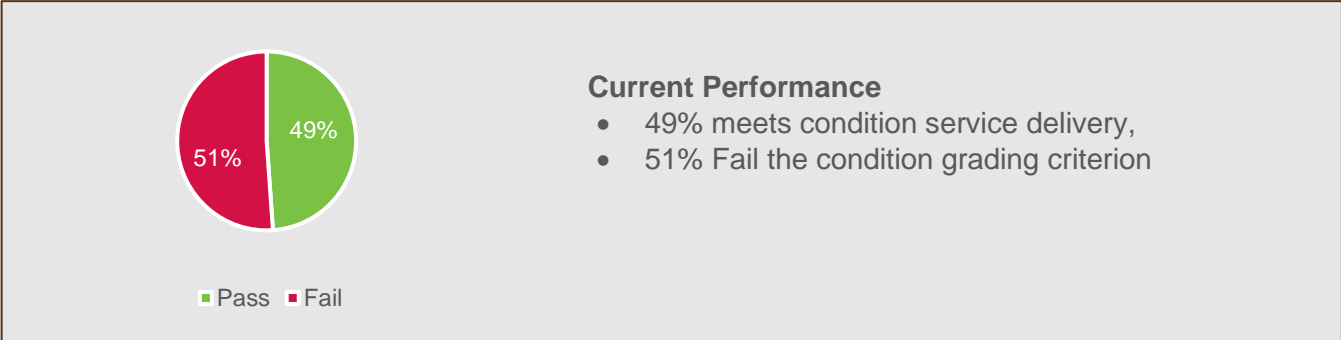 49%
51%
Pass Fail
Current Performance
• 49% meets condition service delivery,
• 51% Fail the condition grading criterion